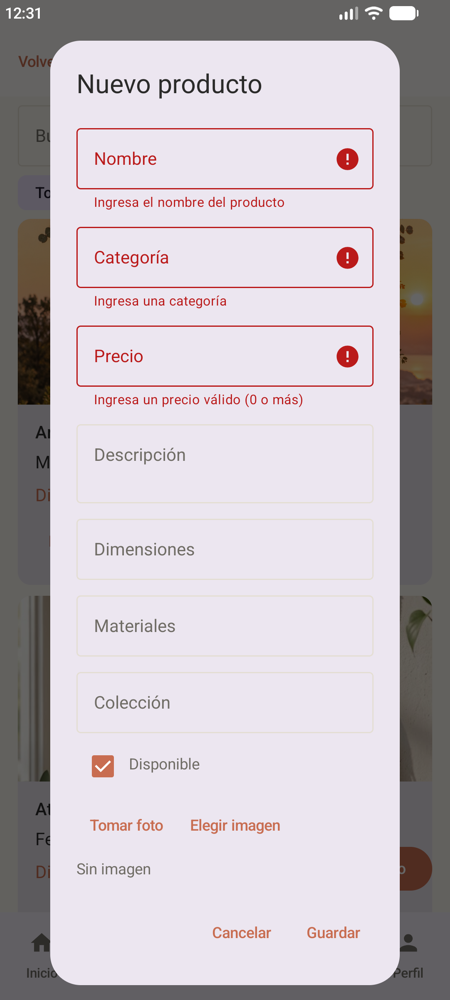 12:31
Nuevo producto
Nombre
Ingresa el nombre del producto
Categoría
Ingresa una categoría
Precio
Ingresa un precio válido (0 o más)
Descripción
Dimensiones
Materiales
Colección
Disponible
Tomar foto Elegir imagen
Sin imagen
Cancelar Guardar
Inicio Perfil